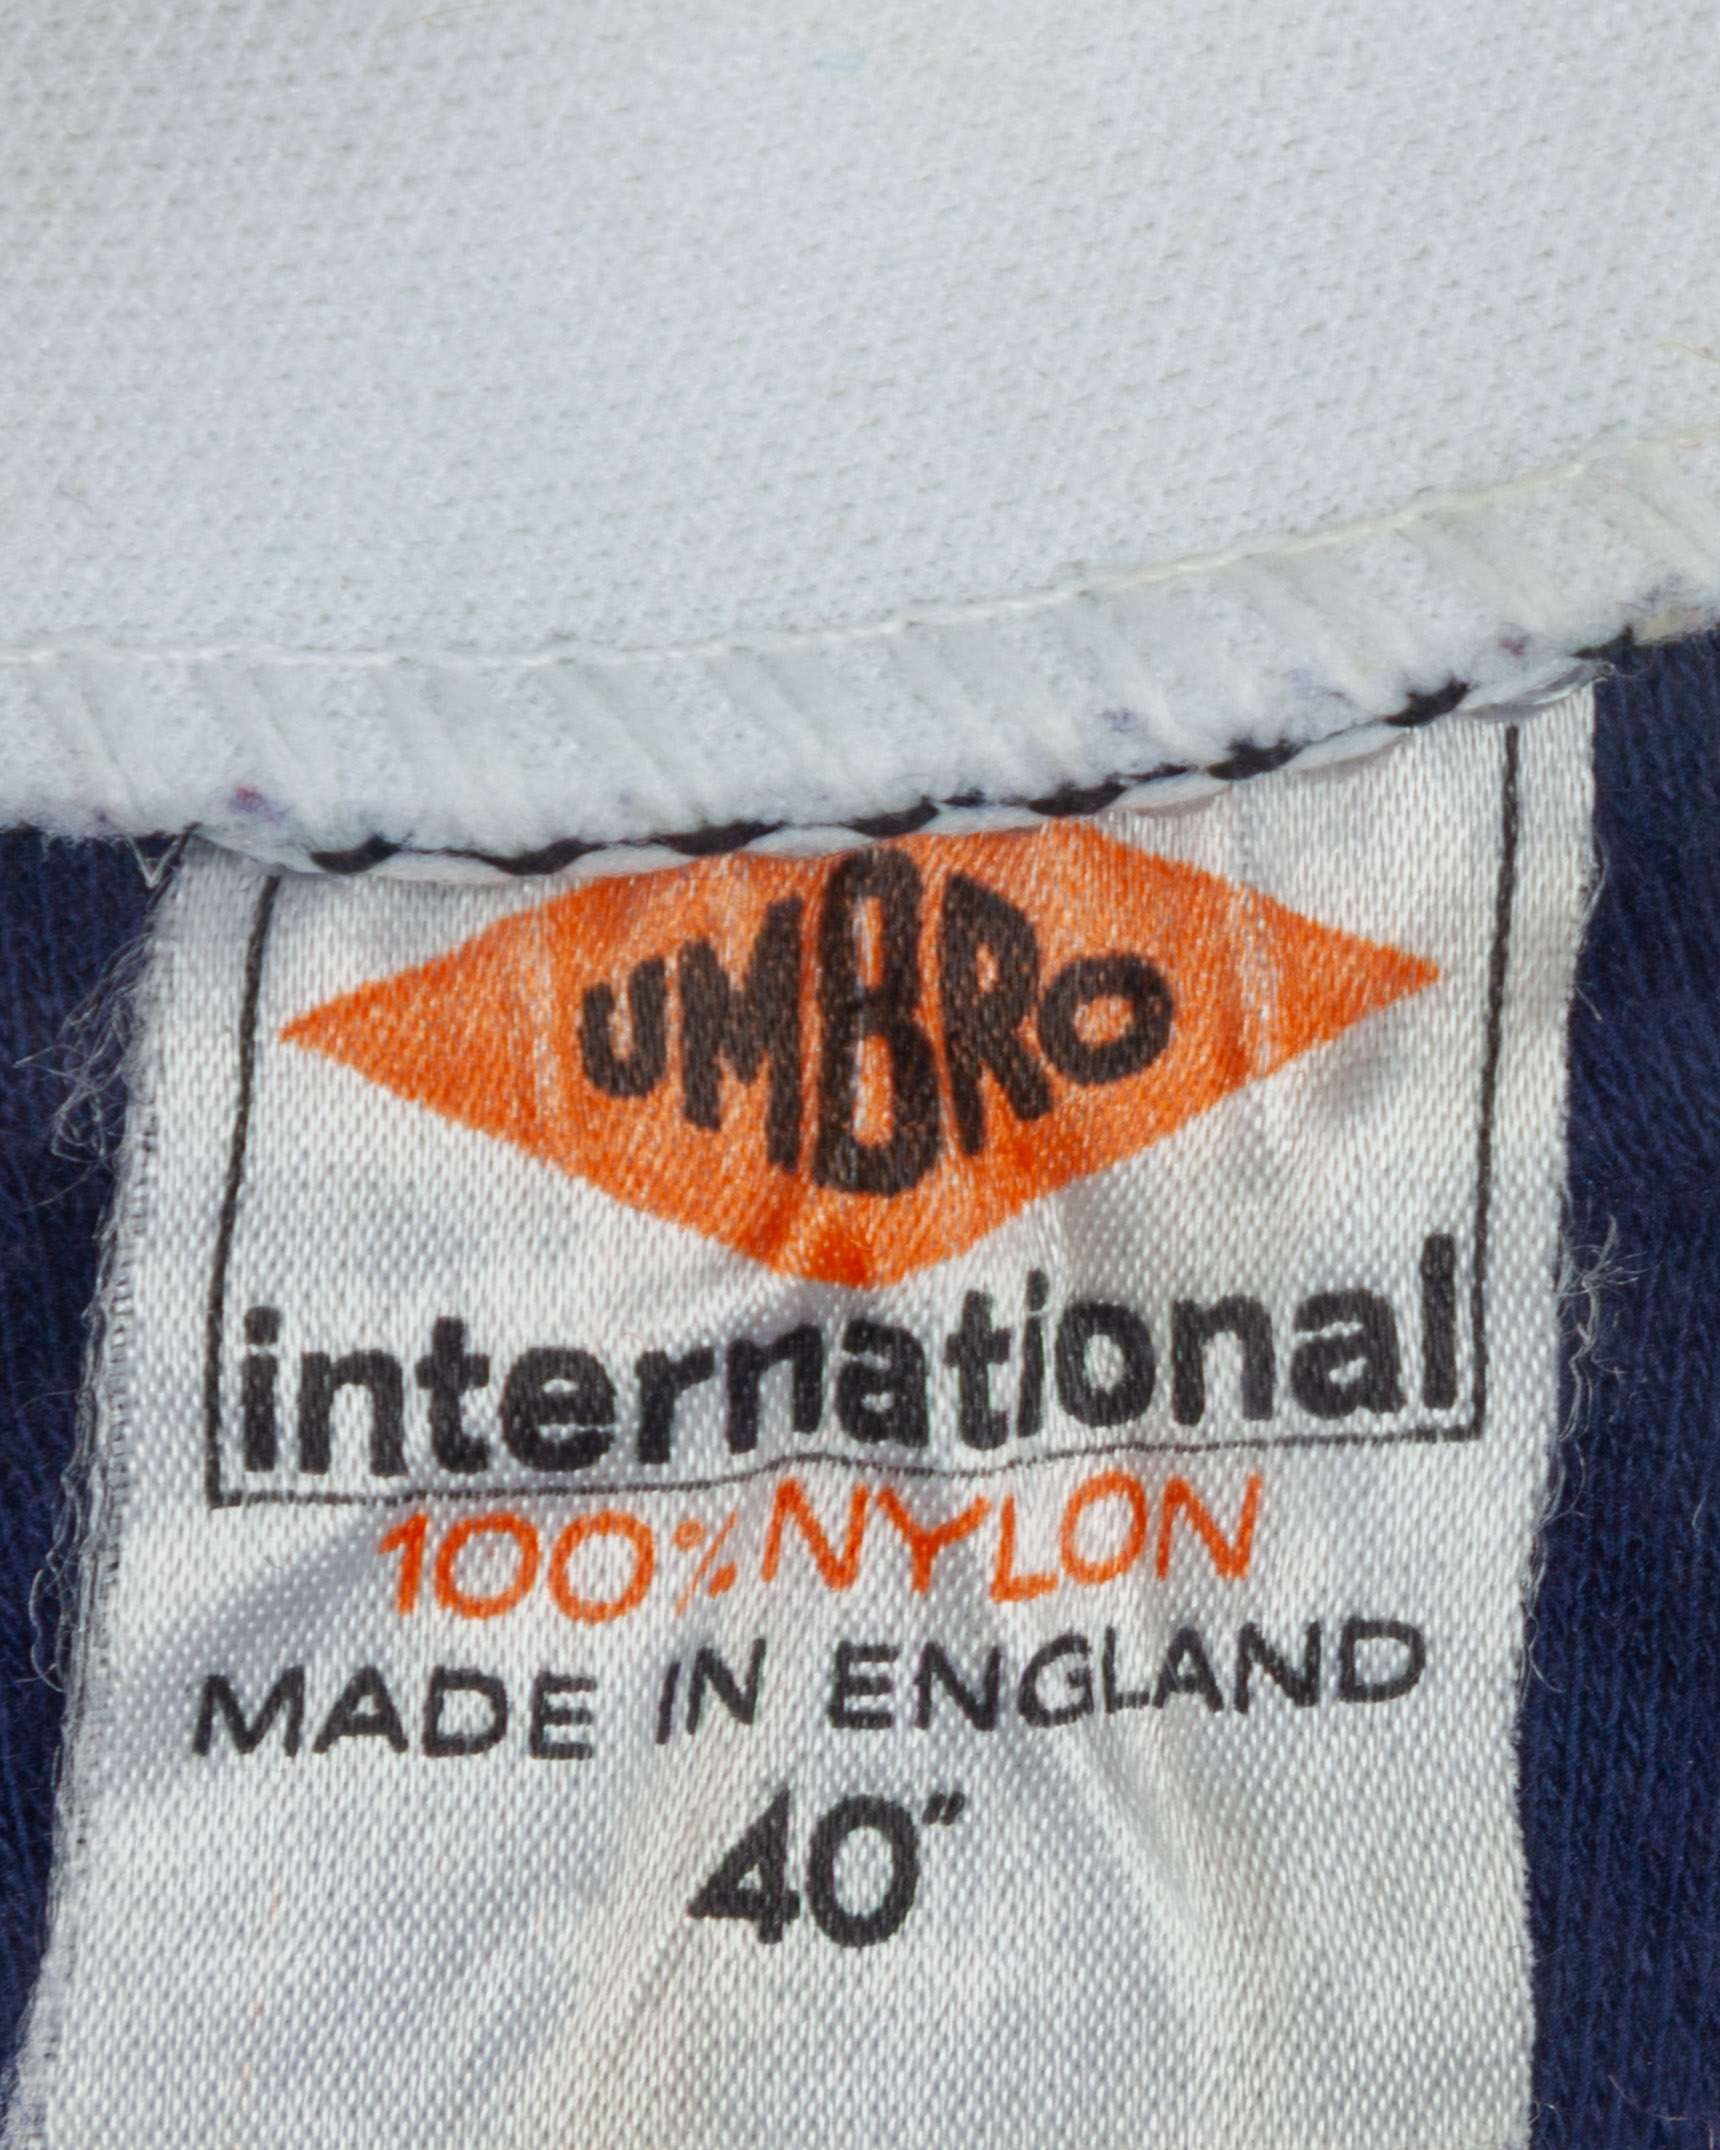 UMBRO
international
100% NYLON
MADE IN ENGLAND
40"